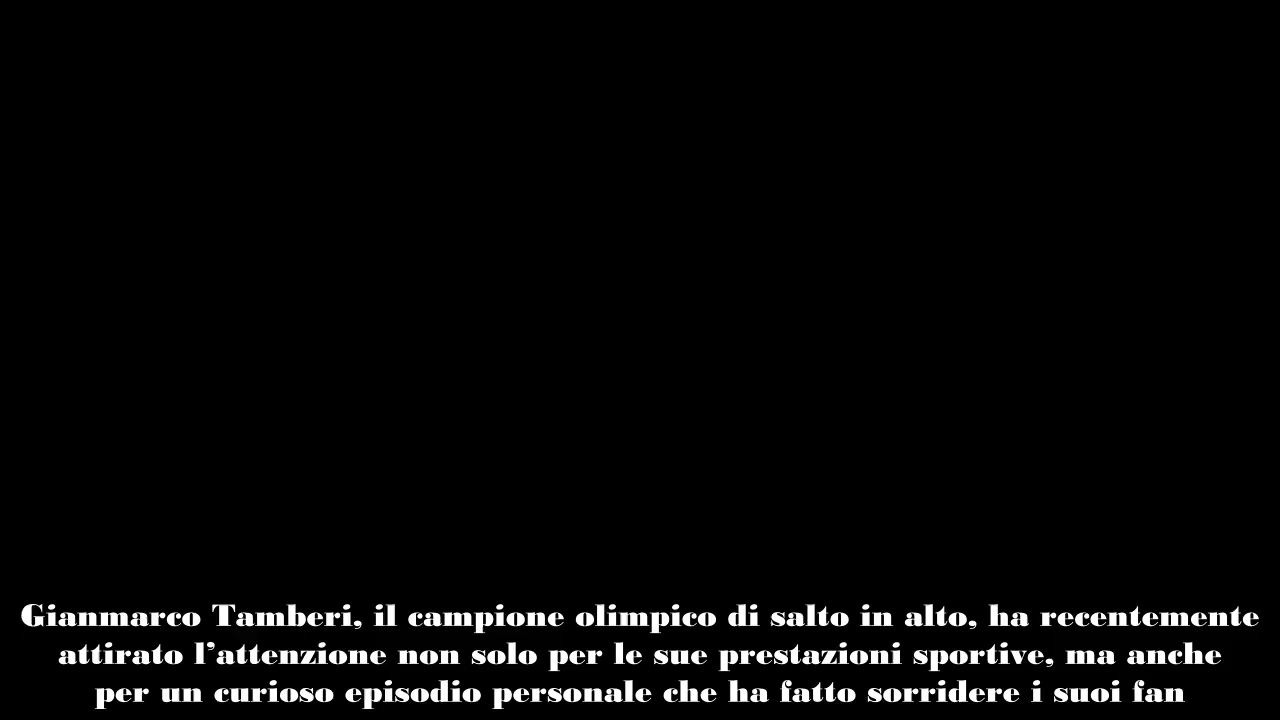 Gianmarco Tamberi, il campione olimpico di salto in alto, ha recentemente
attirato l’attenzione non solo per le sue prestazioni sportive, ma anche
per un curioso episodio personale che ha fatto sorridere i suoi fan